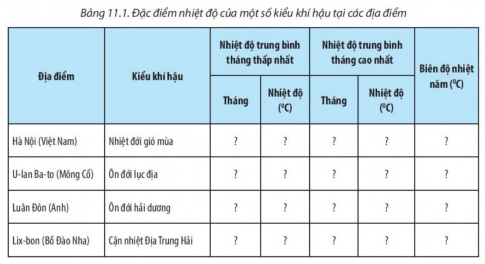 Bảng 11.1. Đặc điểm nhiệt độ của một số kiểu khí hậu tại các địa điểm
Địa điểm
Kiểu khí hậu
Nhiệt độ trung bình
tháng thấp nhất
Nhiệt độ trung bình
tháng cao nhất
Biên độ nhiệt
năm (⁰C)
Tháng
Nhiệt độ
(⁰C)
Tháng
Nhiệt độ
(⁰C)
Hà Nội (Việt Nam) Nhiệt đới gió mùa ? ? ? ? ?
U-lan Ba-to (Mông Cổ) Ôn đới lục địa ? ? ? ? ?
Luân Đôn (Anh) Ôn đới hải dương ? ? ? ? ?
Lix-bon (Bồ Đào Nha) Cận nhiệt Địa Trung Hải ? ? ? ? ?